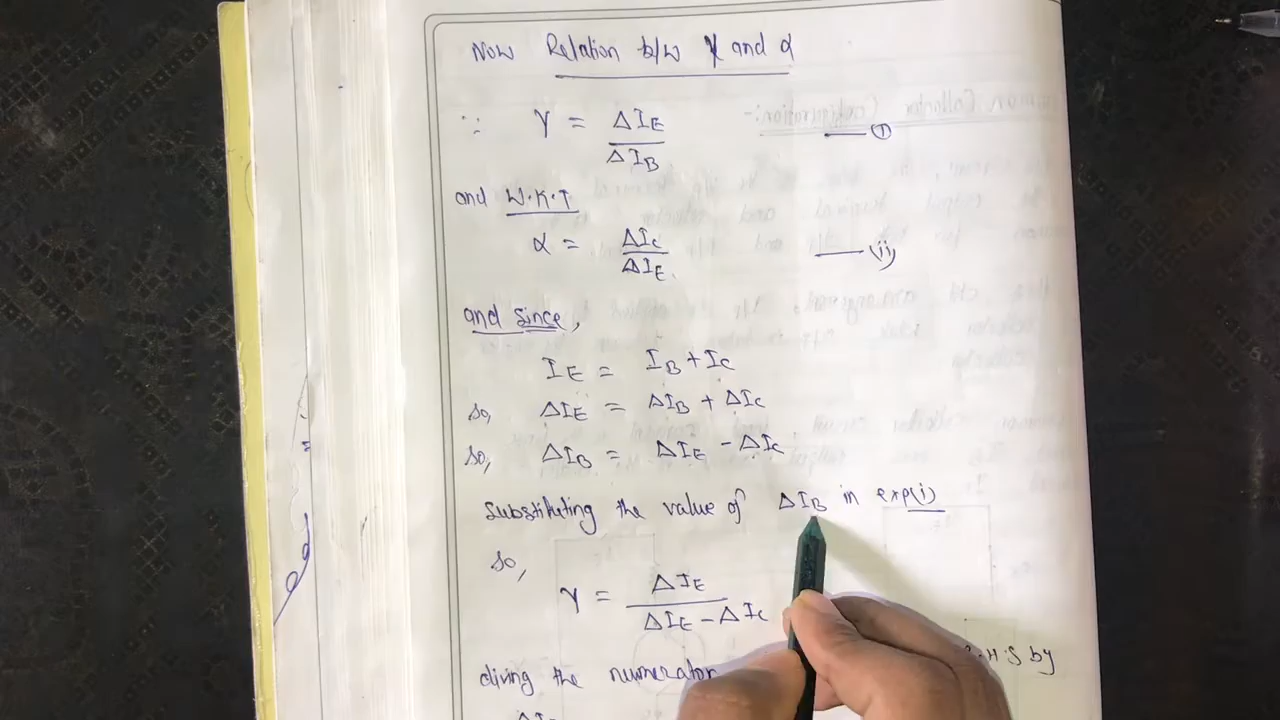 Now Relation b/w γ and α
∵ γ = ΔIE / ΔIB —— (i)
and W.K.T
α = ΔIC / ΔIE. —— (ii)
and since,
IE = IB + IC
so, ΔIE = ΔIB + ΔIC
so, ΔIB = ΔIE - ΔIC
substituting the value of ΔIB in exp(i)
so,
γ = ΔIE / ΔIE - ΔIC
diving the numerator R.H.S by